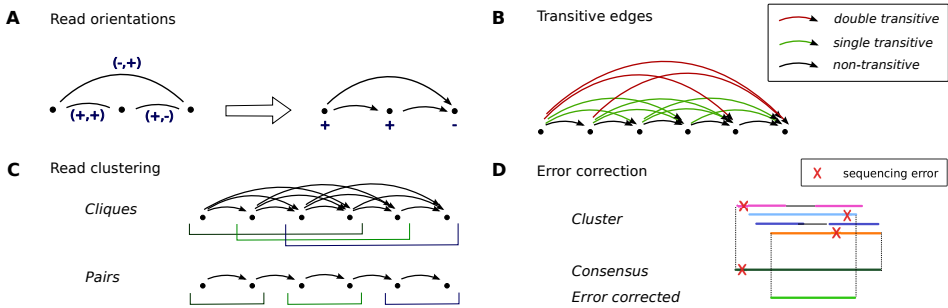 A Read orientations
(-,+)
(+,+) (+,-)
+ + -
B Transitive edges
double transitive
single transitive
non-transitive
C Read clustering
Cliques
Pairs
D Error correction
sequencing error
Cluster
Consensus
Error corrected